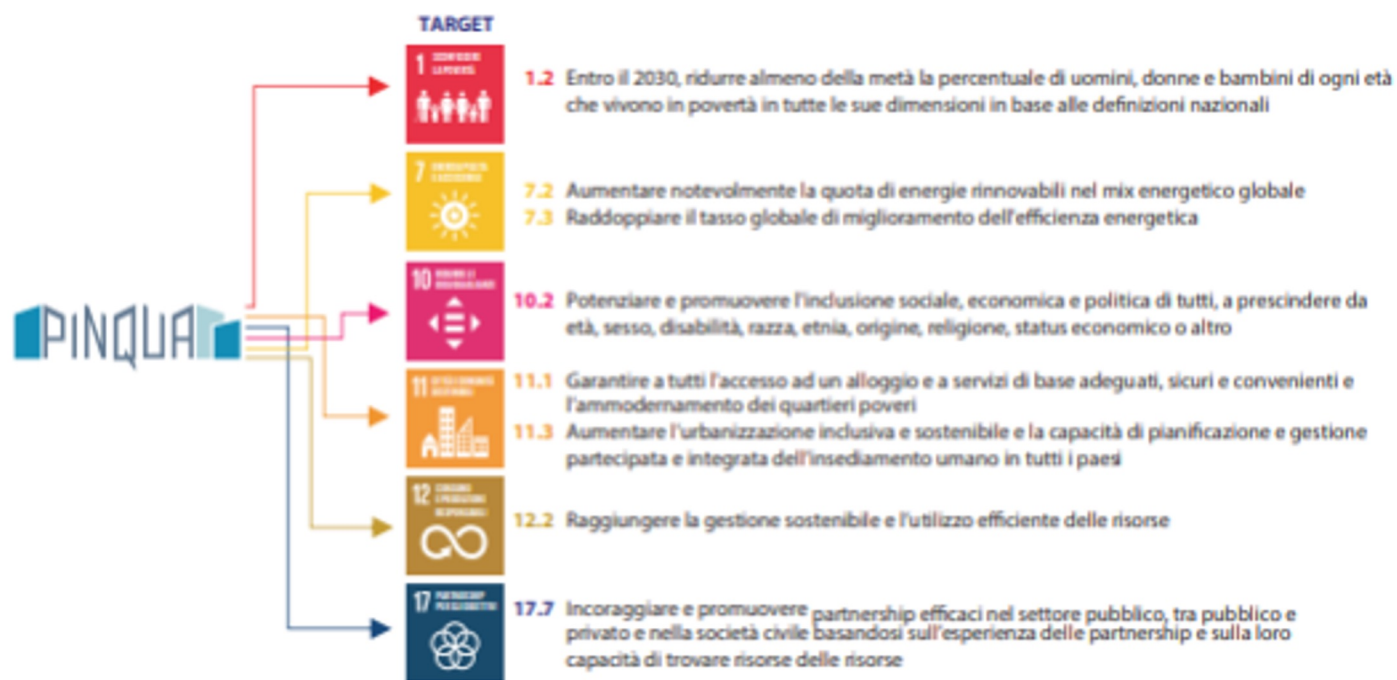 TARGET
1
1.2 Entro il 2030, ridurre almeno della metà la percentuale di uomini, donne e bambini di ogni età
che vivono in povertà in tutte le sue dimensioni in base alle definizioni nazionali
7
7.2 Aumentare notevolmente la quota di energie rinnovabili nel mix energetico globale
7.3 Raddoppiare il tasso globale di miglioramento dell'efficienza energetica
PINQUA
10
10.2 Potenziare e promuovere l'inclusione sociale, economica e politica di tutti, a prescindere da
età, sesso, disabilità, razza, etnia, origine, religione, status economico o altro
11
11.1 Garantire a tutti l'accesso ad un alloggio e a servizi di base adeguati, sicuri e convenienti e
l'ammodernamento dei quartieri poveri
11.3 Aumentare l'urbanizzazione inclusiva e sostenibile e la capacità di pianificazione e gestione
partecipata e integrata dell'insediamento umano in tutti i paesi
12
12.2 Raggiungere la gestione sostenibile e l'utilizzo efficiente delle risorse
17
17.7 Incoraggiare e promuovere partnership efficaci nel settore pubblico, tra pubblico e
privato e nella società civile basandosi sull'esperienza delle partnership e sulla loro
capacità di trovare risorse delle risorse